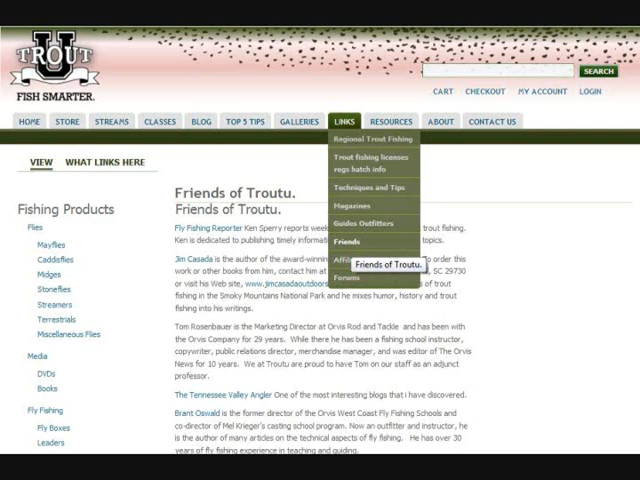 TROUT
U
FISH SMARTER.
SEARCH
CART CHECKOUT MY ACCOUNT LOGIN
HOME STORE STREAMS CLASSES BLOG TOP 5 TIPS GALLERIES LINKS RESOURCES ABOUT CONTACT US
Regional Trout Fishing
Trout fishing licenses
regs hatch info
Techniques and Tips
Magazines
Guides Outfitters
Friends
Friends of Troutu.
Forums
VIEW WHAT LINKS HERE
Fishing Products
Flies
Mayflies
Caddisflies
Midges
Stoneflies
Streamers
Terrestrials
Miscellaneous Flies
Media
DVDs
Books
Fly Fishing
Fly Boxes
Leaders
Friends of Troutu.
Friends of Troutu.
Fly Fishing Reporter Ken Sperry reports week trout fishing.
Ken is dedicated to publishing timely topics.
Jim Casada is the author of the award-winning To order this
work or other books from him, contact him at , SC 29730
or visit his Web site, of trout
fishing in the Smoky Mountains National Park and he mixes humor, history and trout
fishing into his writings.
Tom Rosenbauer is the Marketing Director at Orvis Rod and Tackle and has been with
the Orvis Company for 29 years. While there he has been a fishing school instructor,
copywriter, public relations director, merchandise manager, and was editor of The Orvis
News for 10 years. We at Troutu are proud to have Tom on our staff as an adjunct
professor.
The Tennessee Valley Angler One of the most interesting blogs that i have discovered.
Brant Oswald is the former director of the Orvis West Coast Fly Fishing Schools and
co-director of Mel Krieger's casting school program. Now an outfitter and instructor, he
is the author of many articles on the technical aspects of fly fishing. He has over 30
years of fly fishing experience in teaching and guiding.